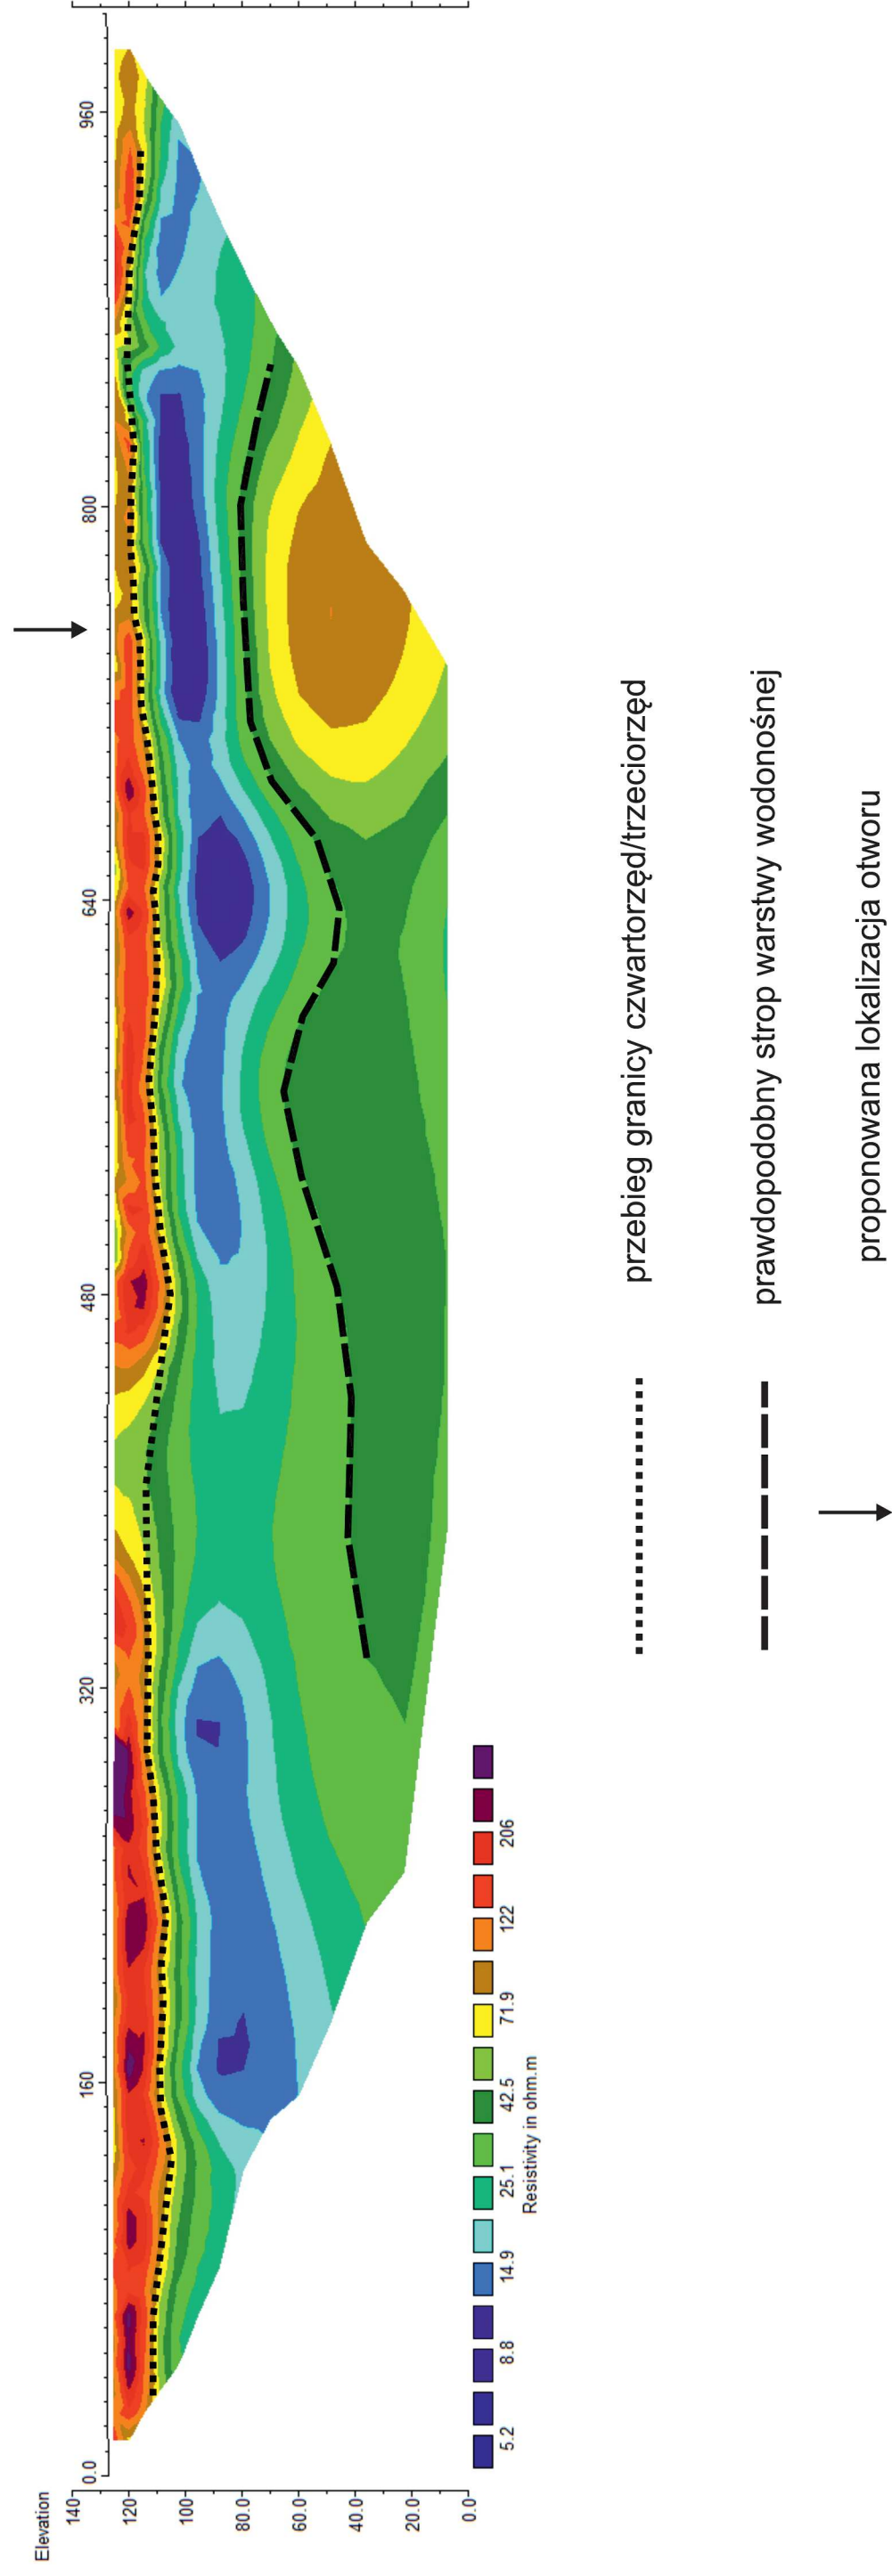 Elevation
0.0 160 320 480 640 800 960
140
120
100
80.0
60.0
40.0
20.0
0.0
5.2 8.8 14.9 25.1 42.5 71.9 122 206
Resistivity in ohm.m
przebieg granicy czwartorzęd/trzeciorzęd
prawdopodobny strop warstwy wodonośnej
proponowana lokalizacja otworu